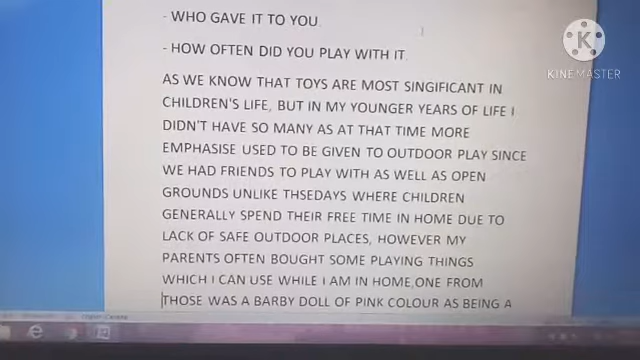 - WHO GAVE IT TO YOU.
- HOW OFTEN DID YOU PLAY WITH IT.
AS WE KNOW THAT TOYS ARE MOST SINGIFICANT IN
CHILDREN'S LIFE, BUT IN MY YOUNGER YEARS OF LIFE I
DIDN'T HAVE SO MANY AS AT THAT TIME MORE
EMPHASISE USED TO BE GIVEN TO OUTDOOR PLAY SINCE
WE HAD FRIENDS TO PLAY WITH AS WELL AS OPEN
GROUNDS UNLIKE THSEDAYS WHERE CHILDREN
GENERALLY SPEND THEIR FREE TIME IN HOME DUE TO
LACK OF SAFE OUTDOOR PLACES, HOWEVER MY
PARENTS OFTEN BOUGHT SOME PLAYING THINGS
WHICH I CAN USE WHILE I AM IN HOME,ONE FROM
THOSE WAS A BARBY DOLL OF PINK COLOUR AS BEING A
KINEMASTER